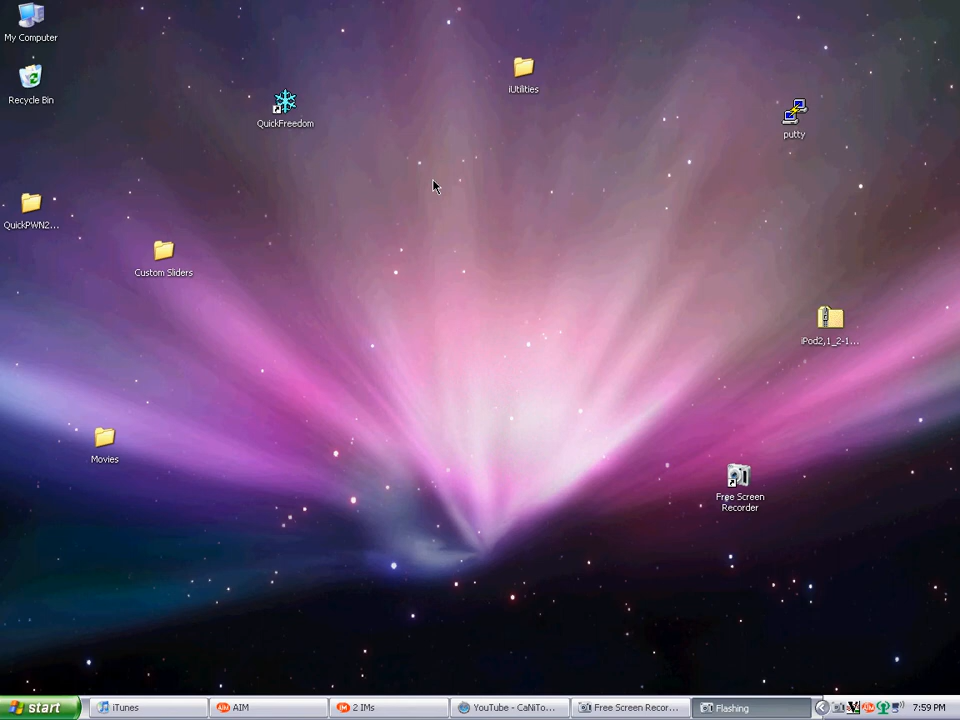 My Computer
iUtilities
Recycle Bin
QuickFreedom
putty
QuickPWN2...
Custom Sliders
iPod2,1_2-1...
Movies
Free Screen
Recorder
start
iTunes
AIM
2 IMs
YouTube - CaNiTo...
Free Screen Recor...
Flashing
7:59 PM